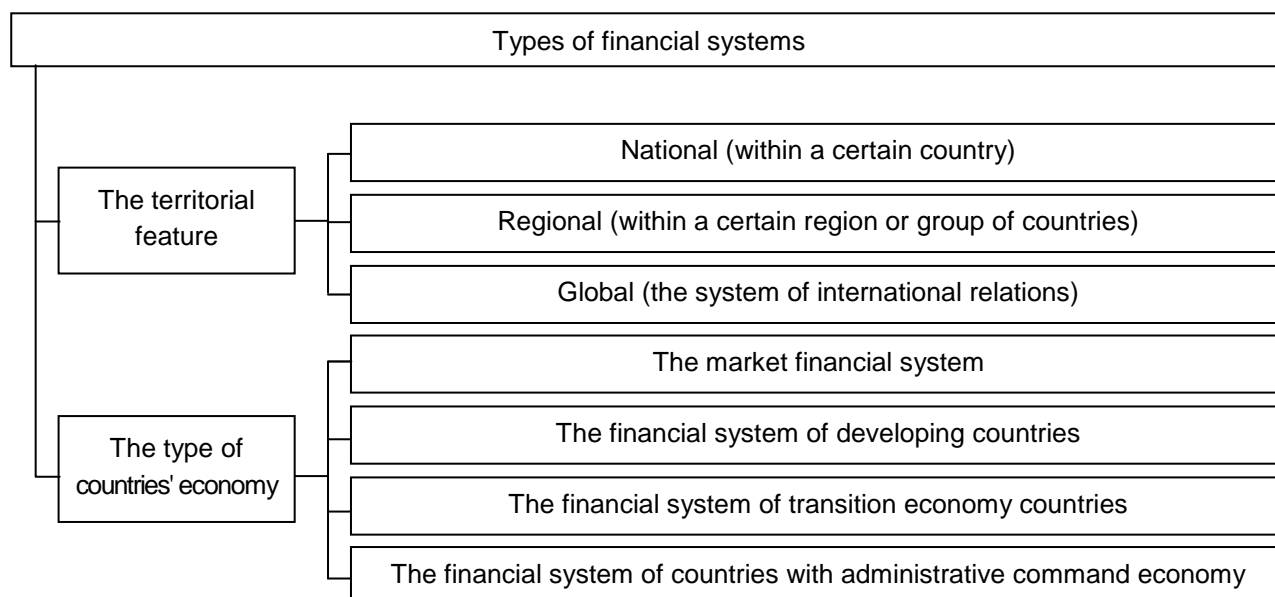 Types of financial systems
The territorial
feature
National (within a certain country)
Regional (within a certain region or group of countries)
Global (the system of international relations)
The type of
countries' economy
The market financial system
The financial system of developing countries
The financial system of transition economy countries
The financial system of countries with administrative command economy